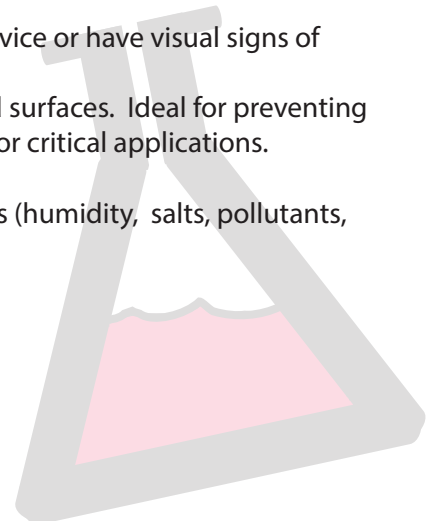 vice or have visual signs of
surfaces. Ideal for preventing
or critical applications.
s (humidity, salts, pollutants,